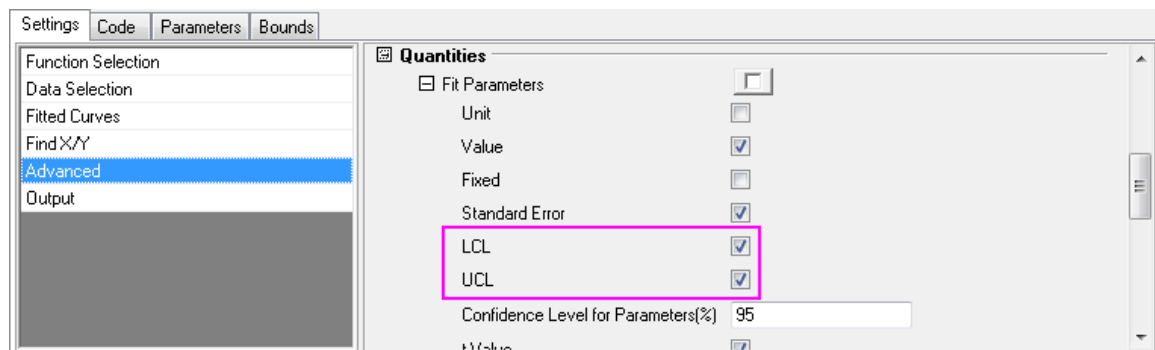 Settings Code Parameters Bounds
Function Selection
Data Selection
Fitted Curves
Find X/Y
Advanced
Output
Quantities
Fit Parameters
Unit
Value
Fixed
Standard Error
LCL
UCL
Confidence Level for Parameters(%) 95
t-Value